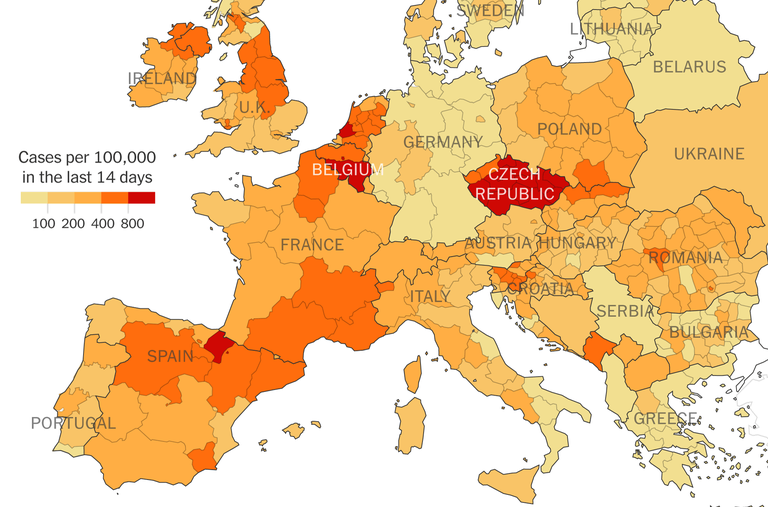 SWEDEN
LITHUANIA
BELARUS
IRELAND
U.K.
POLAND
GERMANY
UKRAINE
Cases per 100,000
in the last 14 days
100 200 400 800
BELGIUM
CZECH
REPUBLIC
FRANCE
AUSTRIA
HUNGARY
ROMANIA
ITALY
CROATIA
SERBIA
BULGARIA
SPAIN
PORTUGAL
GREECE